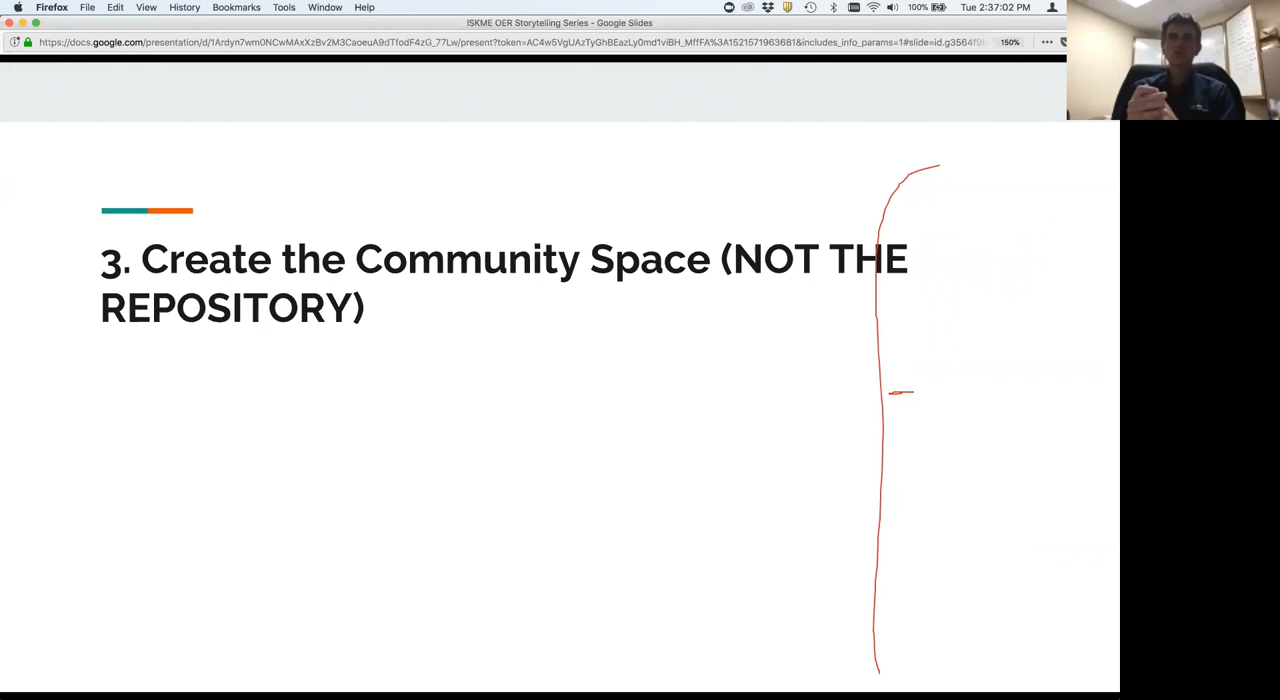 Firefox File Edit View History Bookmarks Tools Window Help 100% Tue 2:37:02 PM
ISKME OER Storytelling Series - Google Slides
150%
3. Create the Community Space (NOT THE
REPOSITORY)